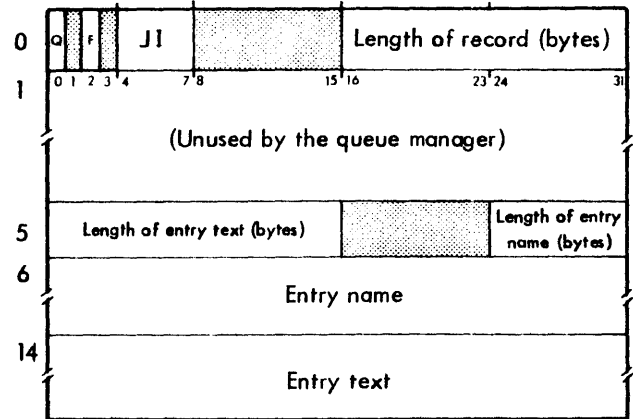 0 Q F JI Length of record (bytes)
0 1 2 3 4 7 8 15 16 23 24 31
1
(Unused by the queue manager)
5 Length of entry text (bytes) Length of entry
name (bytes)
6
Entry name
14
Entry text